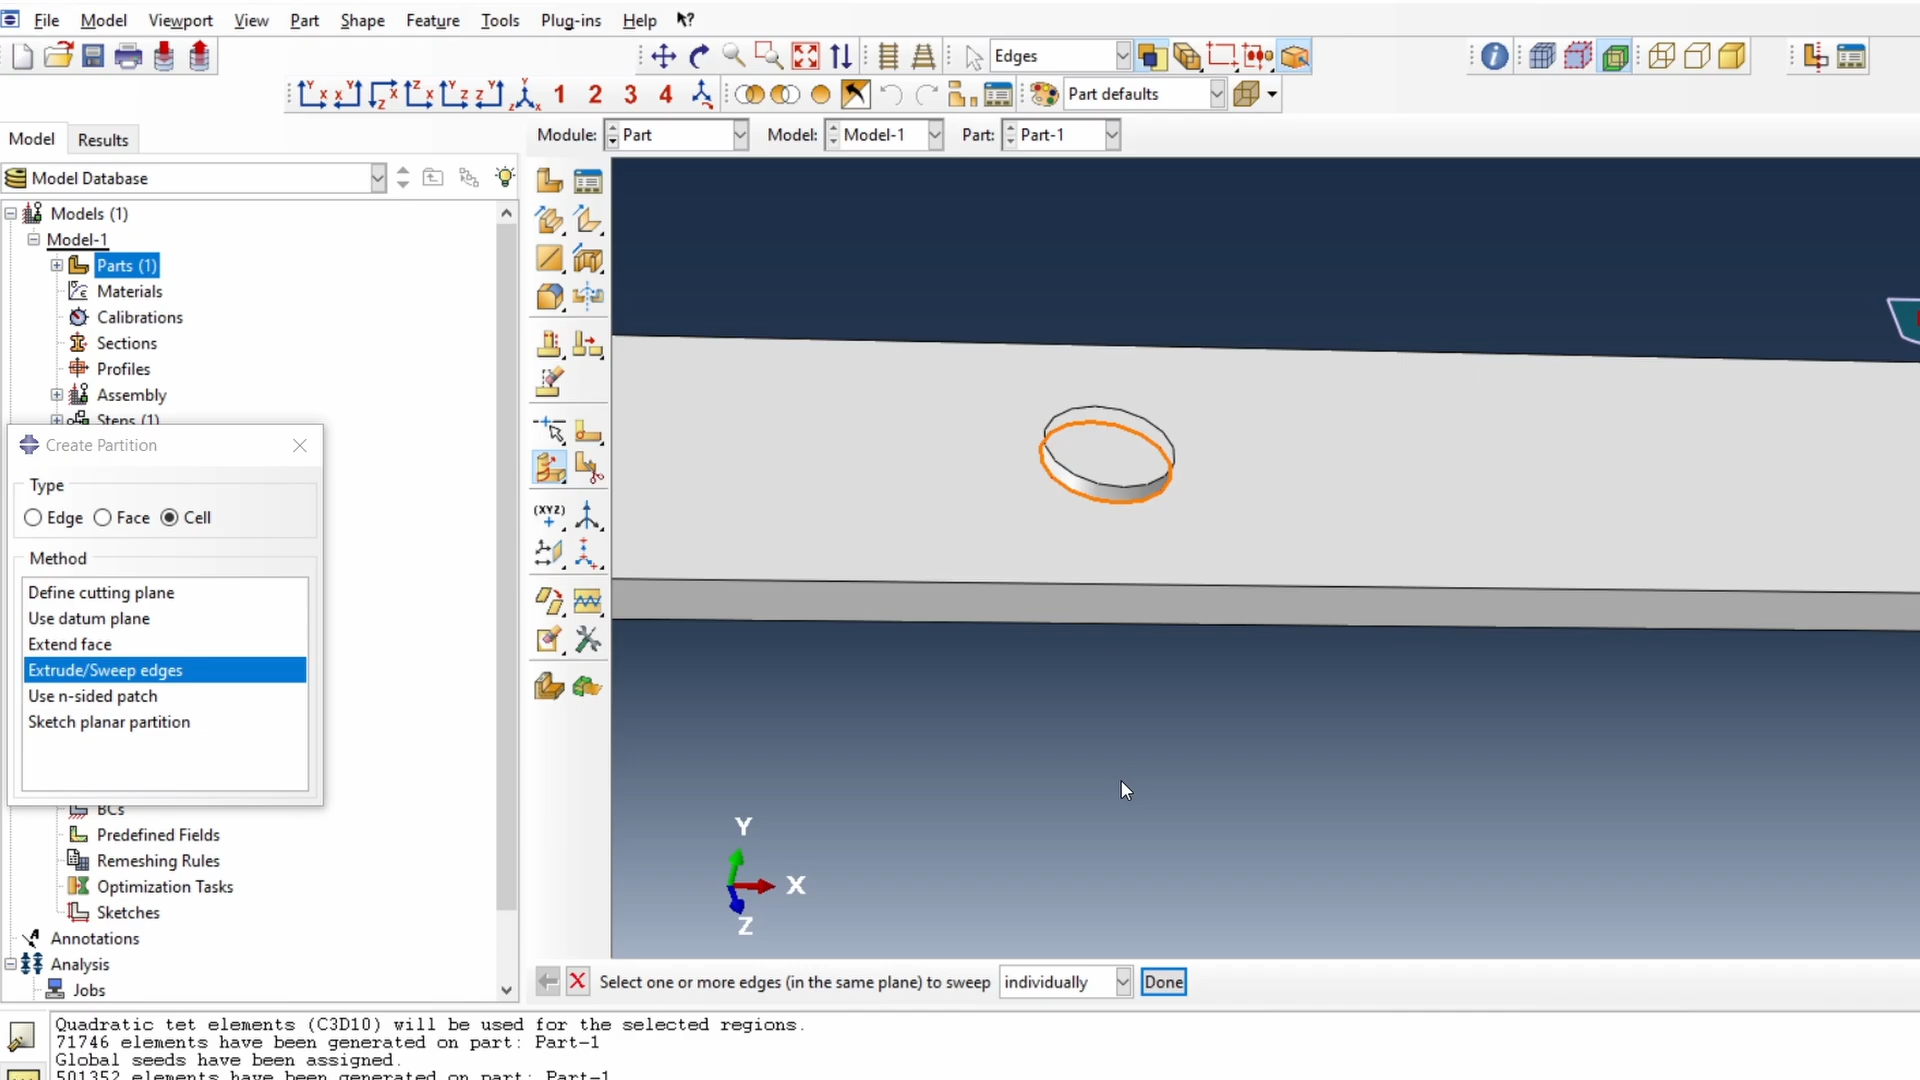 File Model Viewport View Part Shape Feature Tools Plug-ins Help
Edges
1 2 3 4 Part defaults
Model Results
Module: Part Model: Model-1 Part: Part-1
Model Database
Models (1)
Model-1
Parts (1)
Materials
Calibrations
Sections
Profiles
Assembly
Steps (1)
Create Partition
Type
Edge Face Cell
Method
Define cutting plane
Use datum plane
Extend face
Extrude/Sweep edges
Use n-sided patch
Sketch planar partition
BCs
Predefined Fields
Remeshing Rules
Optimization Tasks
Sketches
Annotations
Analysis
Jobs
(XYZ)
Y
X
Z
Select one or more edges (in the same plane) to sweep individually Done
Quadratic tet elements (C3D10) will be used for the selected regions.
71746 elements have been generated on part: Part-1
Global seeds have been assigned.
501352 elements have been generated on part: Part-1